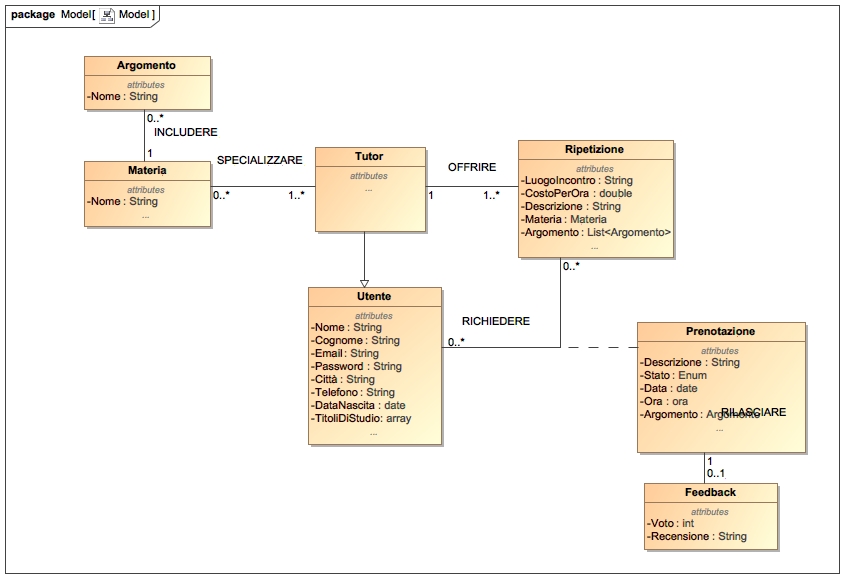 package Model[ Model ]
Argomento
attributes
-Nome : String
0..*
INCLUDERE
1
Materia
attributes
-Nome : String
...
SPECIALIZZARE
0..*
1..*
Tutor
attributes
...
OFFRIRE
1
1..*
Ripetizione
attributes
-LuogoIncontro : String
-CostoPerOra : double
-Descrizione : String
-Materia : Materia
-Argomento : List<Argomento>
...
0..*
Utente
attributes
-Nome : String
-Cognome : String
-Email : String
-Password : String
-Città : String
-Telefono : String
-DataNascita : date
-TitoliDiStudio: array
...
RICHIEDERE
0..*
Prenotazione
attributes
-Descrizione : String
-Stato : Enum
-Data : date
-Ora : ora
-Argomento : Argomento
RILASCIARE
...
1
0..1
Feedback
attributes
-Voto : int
-Recensione : String